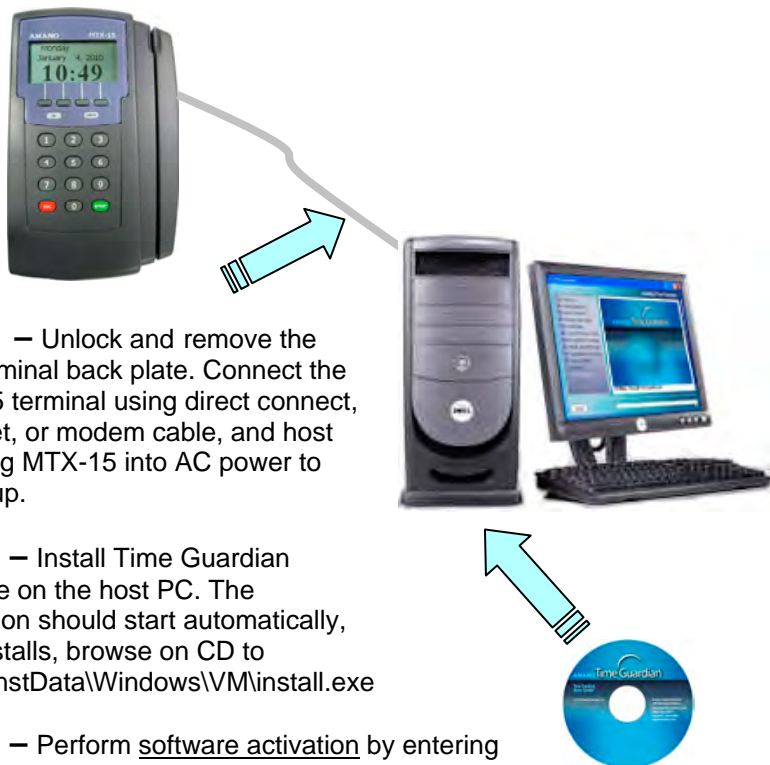 AMANO MTX-15
Monday
January 4, 2010
10:49
1 2 3
4 5 6
7 8 9
0
– Unlock and remove the
minal back plate. Connect the
5 terminal using direct connect,
et, or modem cable, and host
g MTX-15 into AC power to
up.
DELL
– Install Time Guardian
e on the host PC. The
on should start automatically,
stalls, browse on CD to
nstData\Windows\VM\install.exe
AMANO Time Guardian
– Perform software activation by entering